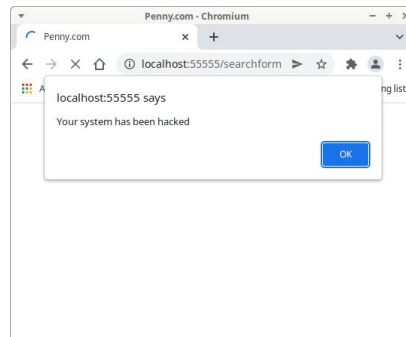 Penny.com - Chromium
Penny.com
localhost:55555/searchform
A
ng list
localhost:55555 says
Your system has been hacked
OK